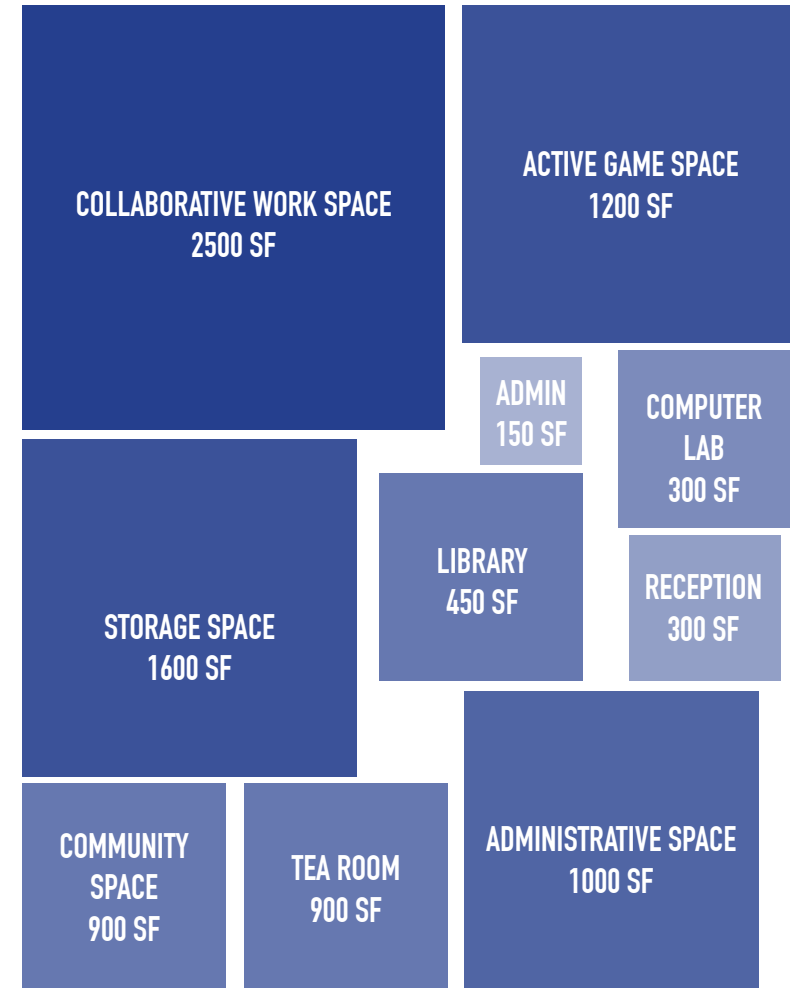 COLLABORATIVE WORK SPACE
2500 SF
ACTIVE GAME SPACE
1200 SF
ADMIN
150 SF
COMPUTER
LAB
300 SF
LIBRARY
450 SF
RECEPTION
300 SF
STORAGE SPACE
1600 SF
COMMUNITY
SPACE
900 SF
TEA ROOM
900 SF
ADMINISTRATIVE SPACE
1000 SF